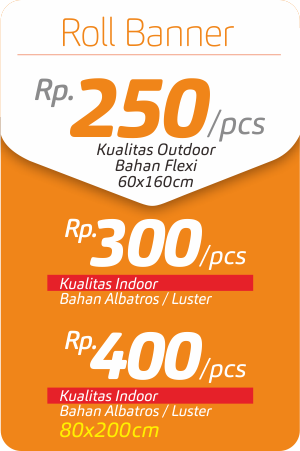 Roll Banner
Rp.250/pcs
Kualitas Outdoor
Bahan Flexi
60x160cm
Rp.300/pcs
Kualitas Indoor
Bahan Albatros / Luster
Rp.400/pcs
Kualitas Indoor
Bahan Albatros / Luster
80x200cm